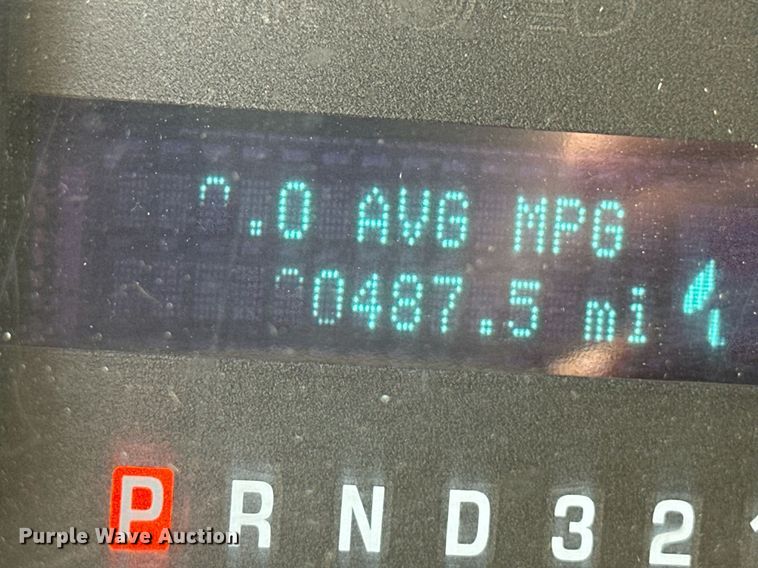 .0 AVG MPG
0487.5 mi
P R N D 3 2
Purple Wave Auction